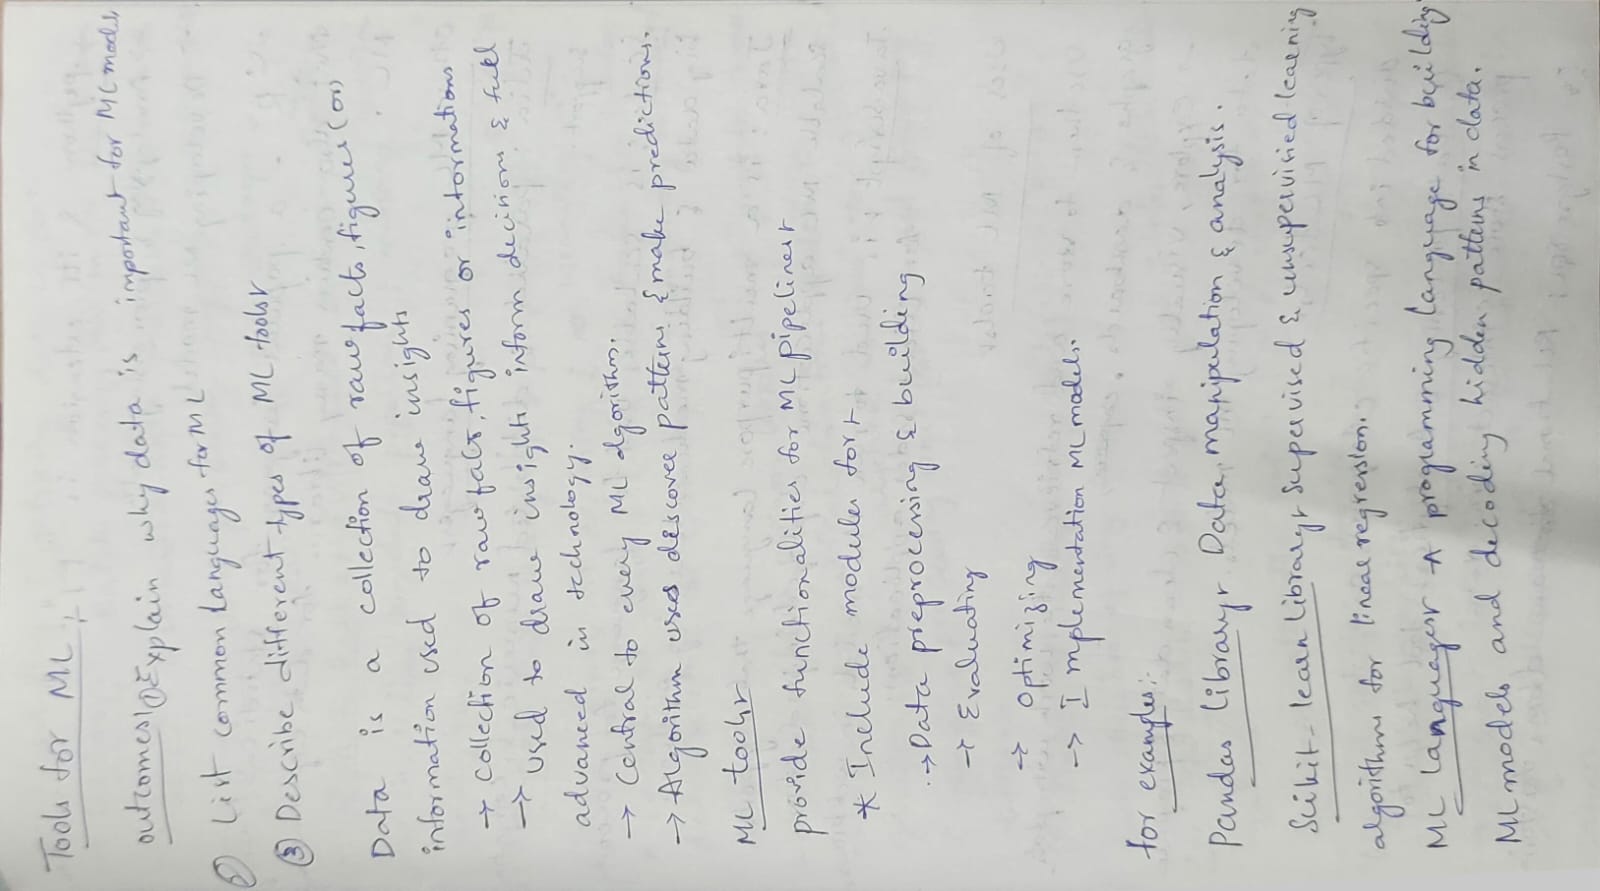 Tools for ML :
outcomes:- ① Explain why data is important for ML models
② List common languages for ML
③ Describe different types of ML tools:-
Data is a collection of raw facts, figures (or)
information used to draw insights
→ collection of raw facts, figures or informations
→ used to draw insights inform decisions & fuel
advanced in technology.
→ Central to every ML algorithm.
→ Algorithm uses discover patterns & make predictions.
ML tools:-
provide functionalities for ML pipelines:-
* Include modules for:-
→ Data preprocessing & building
→ Evaluating
→ Optimizing
→ Implementation ML models.
for examples:-
Pandas library:- Data manipulation & analysis.
Scikit-learn library:- Supervised & unsupervisied learning
algorithms for linear regression.
ML languages:- A programming language for building
ML models and decoding hidden patterns in data.